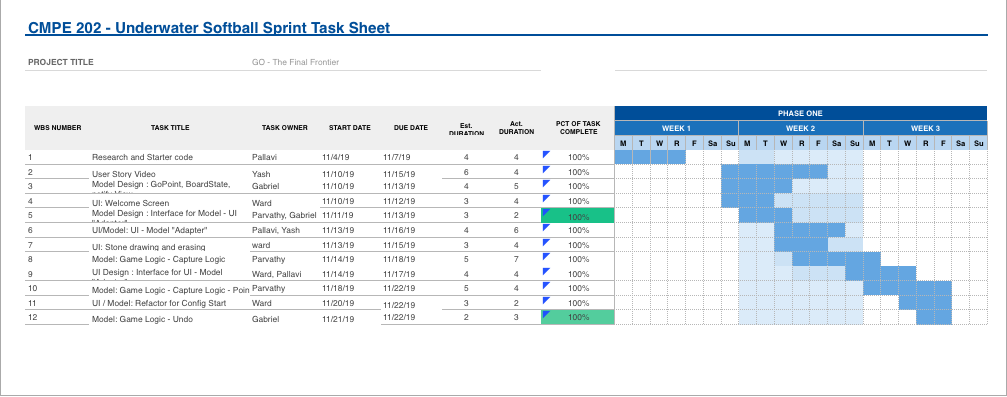 CMPE 202 - Underwater Softball Sprint Task Sheet
PROJECT TITLE GO - The Final Frontier
PHASE ONE
WBS NUMBER TASK TITLE TASK OWNER START DATE DUE DATE Est. DURATION Act. DURATION PCT OF TASK COMPLETE
WEEK 1 WEEK 2 WEEK 3
M T W R F Sa Su M T W R F Sa Su M T W R F Sa Su
1 Research and Starter code Pallavi 11/4/19 11/7/19 4 4 100%
2 User Story Video Yash 11/10/19 11/15/19 6 4 100%
3 Model Design : GoPoint, BoardState, Gabriel 11/10/19 11/13/19 4 5 100%
4 UI: Welcome Screen Ward 11/10/19 11/12/19 3 4 100%
5 Model Design : Interface for Model - UI Parvathy, Gabriel 11/11/19 11/13/19 3 2 100%
6 UI/Model: UI - Model "Adapter" Pallavi, Yash 11/13/19 11/16/19 4 6 100%
7 UI: Stone drawing and erasing ward 11/13/19 11/15/19 3 4 100%
8 Model: Game Logic - Capture Logic Parvathy 11/14/19 11/18/19 5 7 100%
9 UI Design : Interface for UI - Model Ward, Pallavi 11/14/19 11/17/19 4 4 100%
10 Model: Game Logic - Capture Logic - Poin Parvathy 11/18/19 11/22/19 5 4 100%
11 UI / Model: Refactor for Config Start Ward 11/20/19 11/22/19 3 2 100%
12 Model: Game Logic - Undo Gabriel 11/21/19 11/22/19 2 3 100%